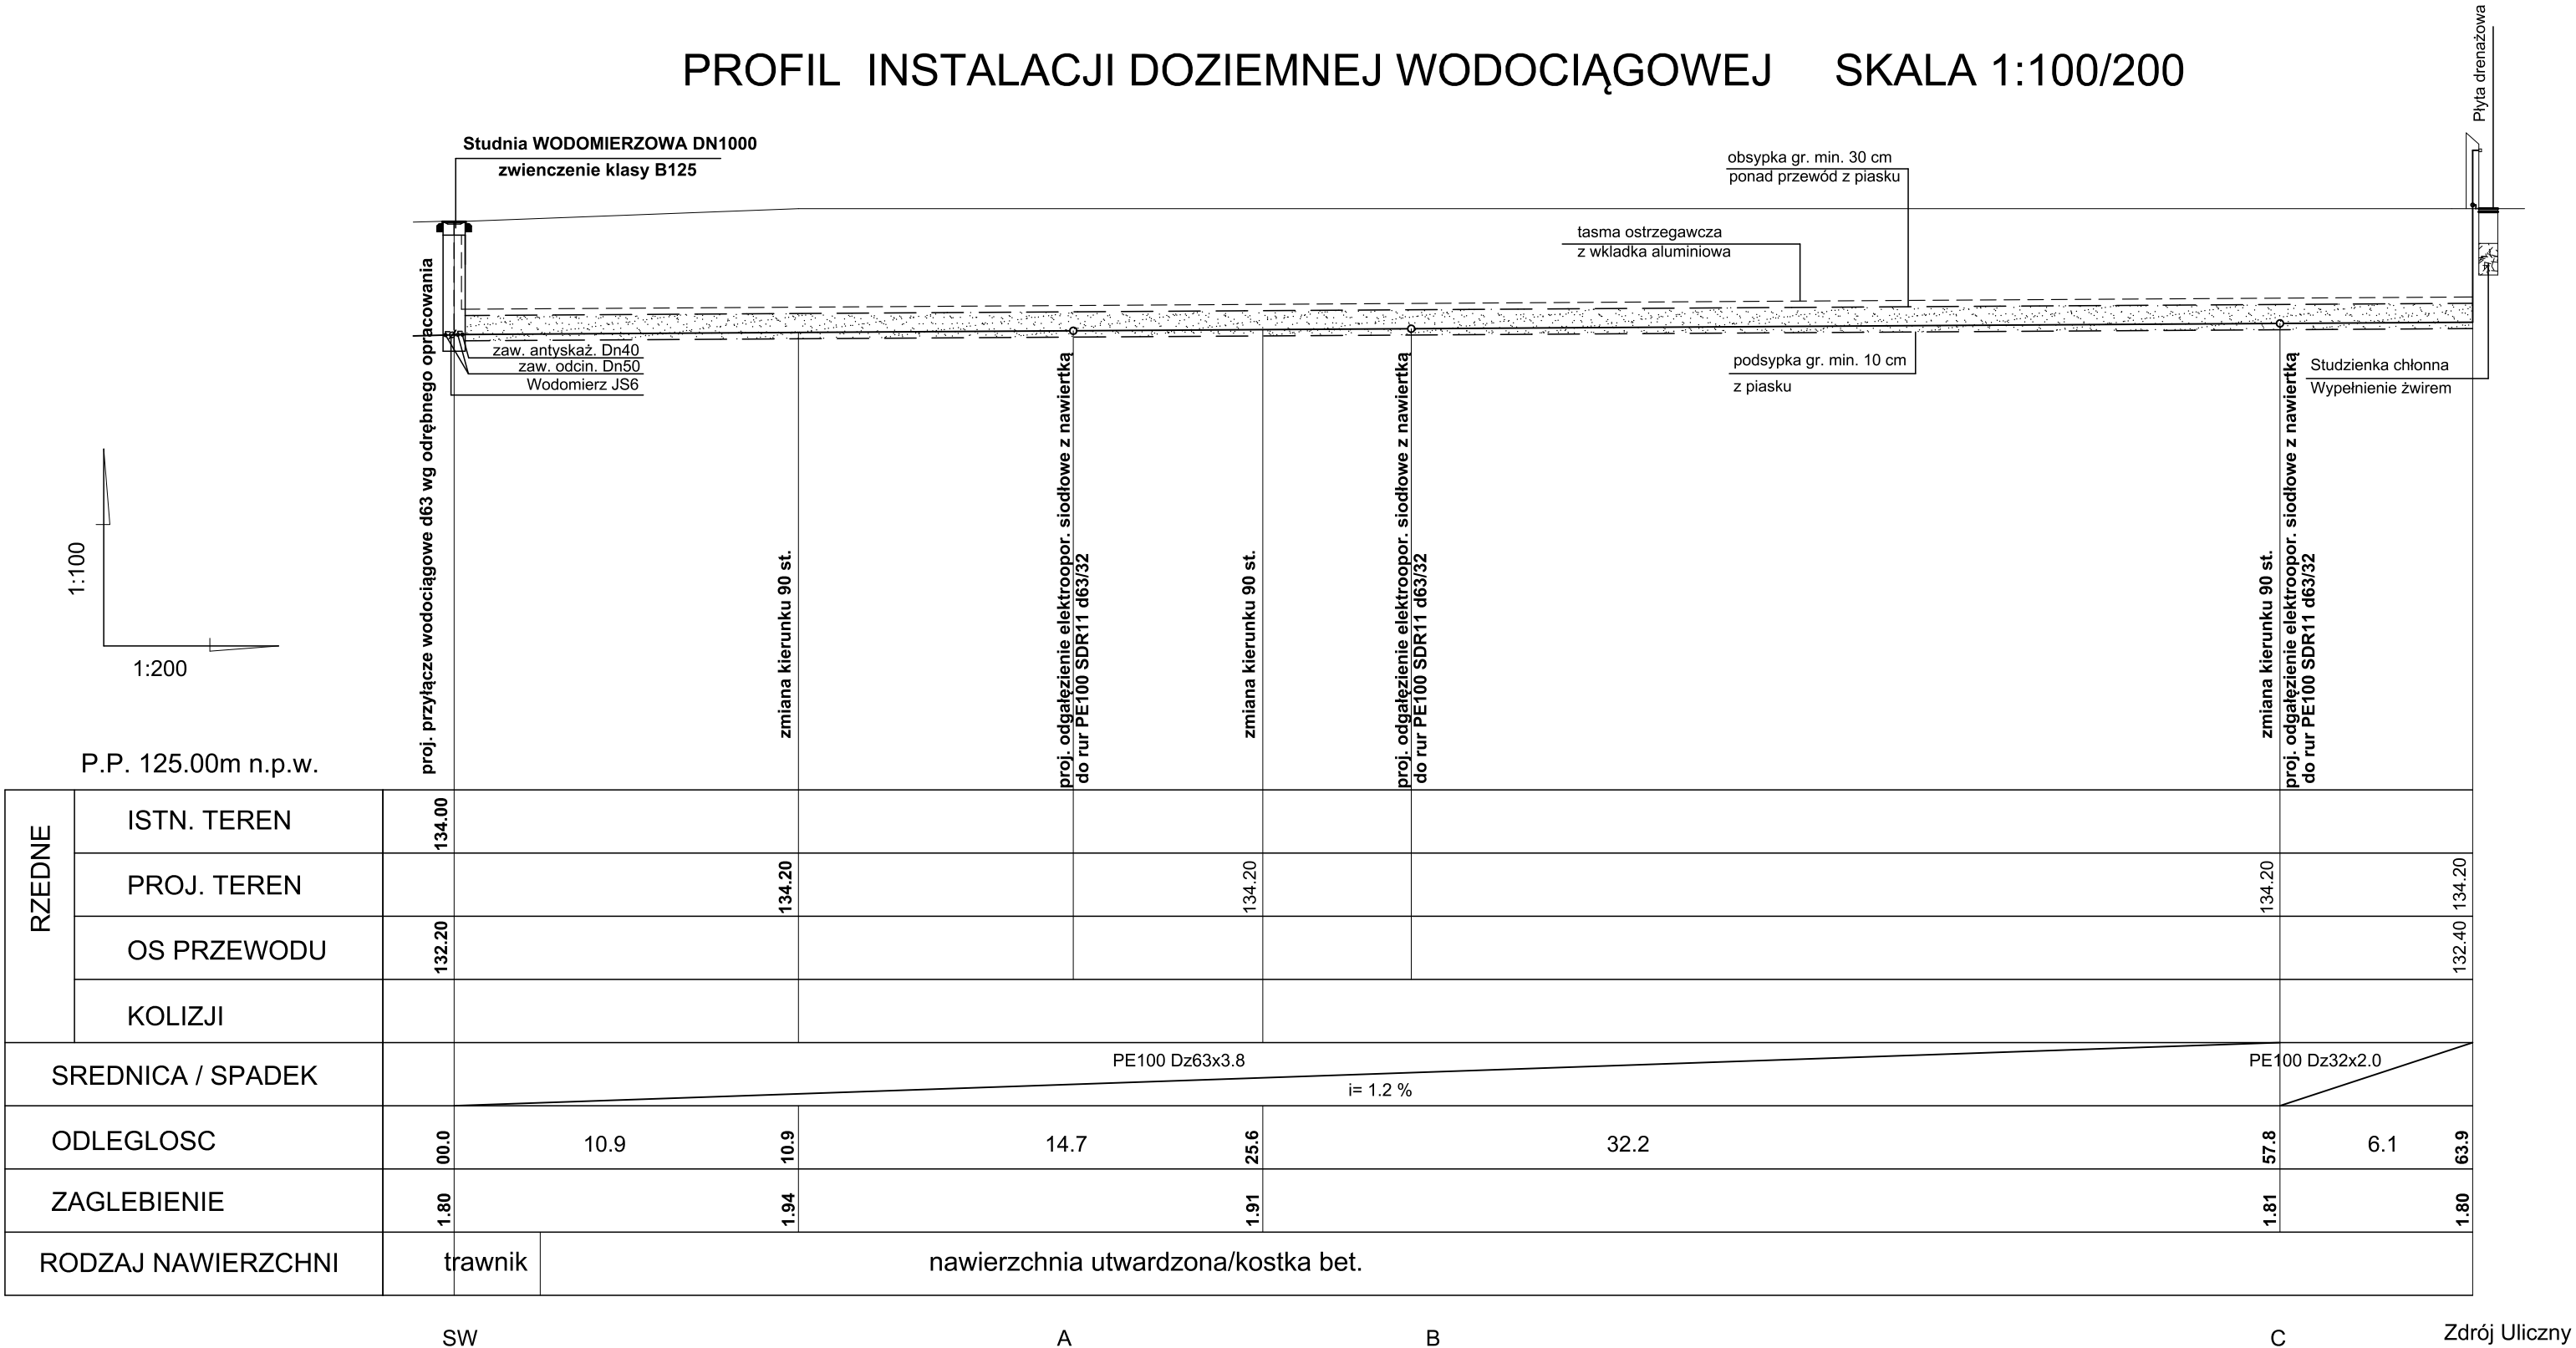 PROFIL INSTALACJI DOZIEMNEJ WODOCIĄGOWEJ SKALA 1:100/200
Płyta drenażowa
Studnia WODOMIERZOWA DN1000
zwienczenie klasy B125
obsypka gr. min. 30 cm
ponad przewód z piasku
tasma ostrzegawcza
z wkladka aluminiowa
zaw. antyskaż. Dn40
zaw. odcin. Dn50
Wodomierz JS6
podsypka gr. min. 10 cm
z piasku
Studzienka chłonna
Wypełnienie żwirem
proj. przyłącze wodociągowe d63 wg odrębnego opracowania
zmiana kierunku 90 st.
proj. odgałęzienie elektroopor. siodłowe z nawiertką
do rur PE100 SDR11 d63/32
zmiana kierunku 90 st.
proj. odgałęzienie elektroopor. siodłowe z nawiertką
do rur PE100 SDR11 d63/32
zmiana kierunku 90 st.
proj. odgałęzienie elektroopor. siodłowe z nawiertką
do rur PE100 SDR11 d63/32
1:100
1:200
P.P. 125.00m n.p.w.
RZEDNE
ISTN. TEREN
134.00
PROJ. TEREN
134.20
134.20
134.20
134.20
OS PRZEWODU
132.20
132.40
KOLIZJI
SREDNICA / SPADEK
PE100 Dz63x3.8
i= 1.2 %
PE100 Dz32x2.0
ODLEGLOSC
00.0
10.9
10.9
14.7
25.6
32.2
57.8
6.1
63.9
ZAGLEBIENIE
1.80
1.94
1.91
1.81
1.80
RODZAJ NAWIERZCHNI
trawnik
nawierzchnia utwardzona/kostka bet.
SW
A
B
C
Zdrój Uliczny